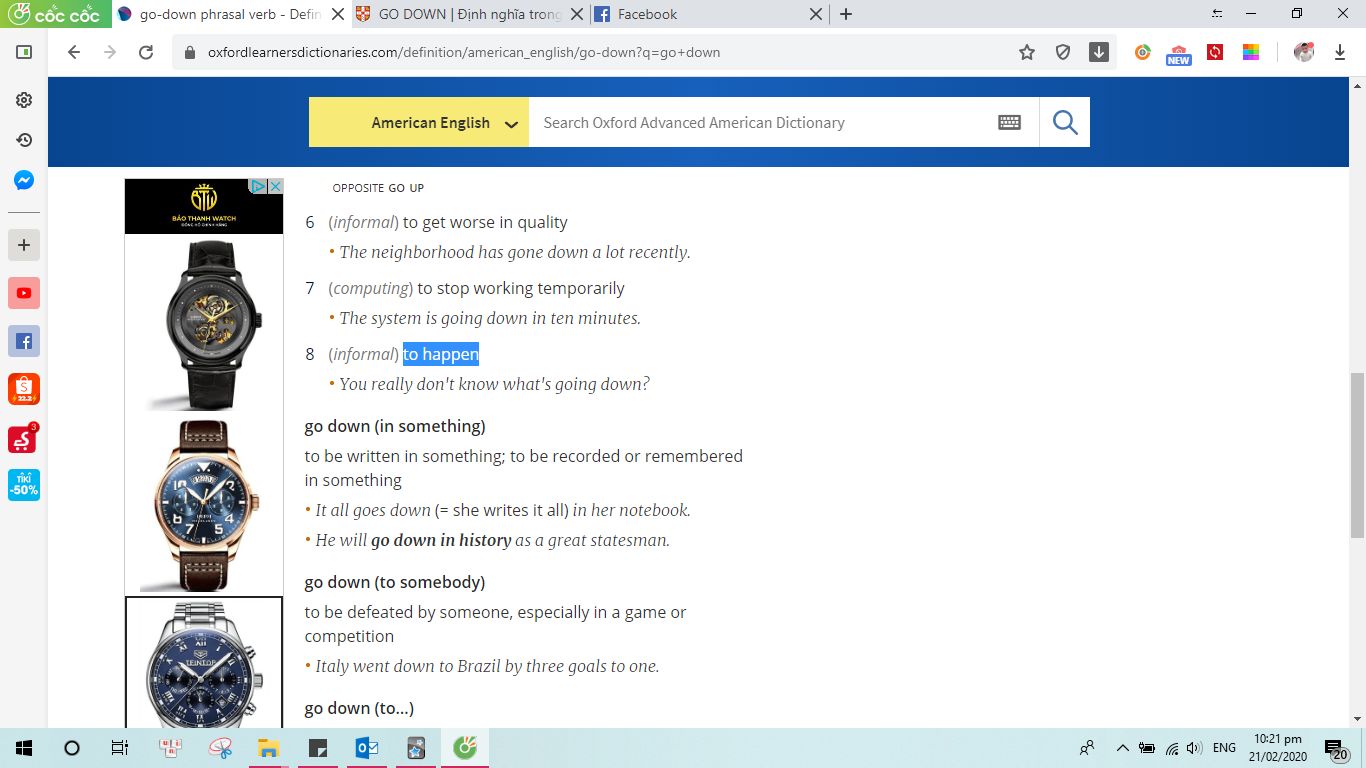 cốc cốc
go-down phrasal verb - Defin
GO DOWN | Định nghĩa trong
Facebook
oxfordlearnersdictionaries.com/definition/american_english/go-down?q=go+down
NEW
American English
Search Oxford Advanced American Dictionary
BTW
BẢO THANH WATCH
ĐỒNG HỒ CHÍNH HÃNG
OPPOSITE GO UP
6 (informal) to get worse in quality
• The neighborhood has gone down a lot recently.
7 (computing) to stop working temporarily
• The system is going down in ten minutes.
8 (informal) to happen
• You really don't know what's going down?
go down (in something)
to be written in something; to be recorded or remembered
in something
• It all goes down (= she writes it all) in her notebook.
• He will go down in history as a great statesman.
go down (to somebody)
to be defeated by someone, especially in a game or
competition
• Italy went down to Brazil by three goals to one.
go down (to...)
22.2
3
TIKI
-50%
TEINTOP
ENG
10:21 pm
21/02/2020
20